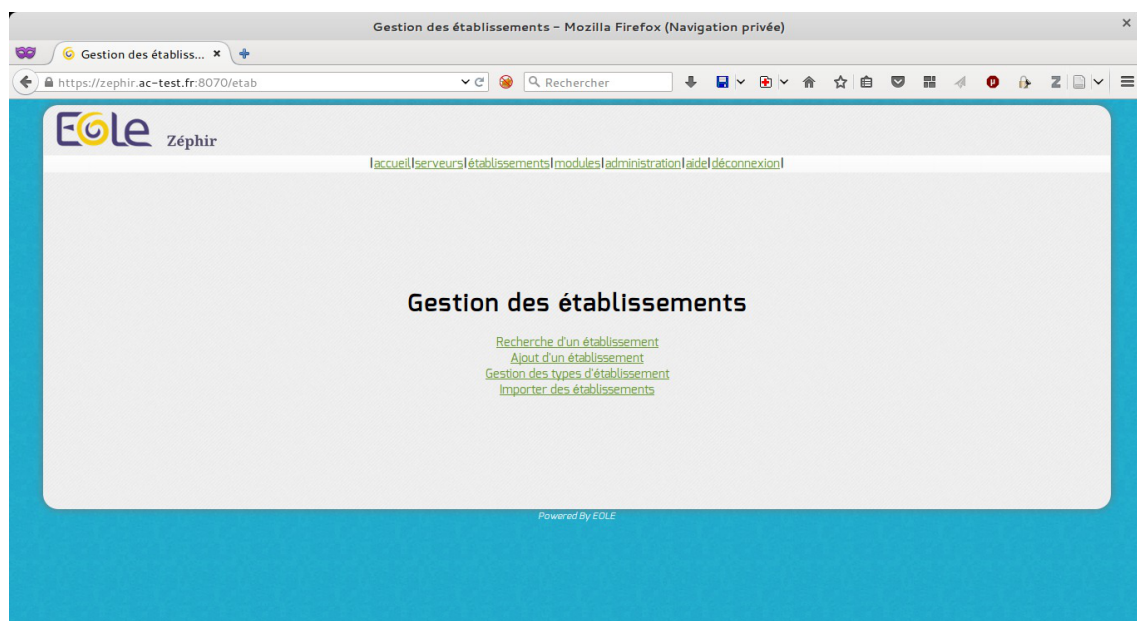 Gestion des établissements – Mozilla Firefox (Navigation privée)
Gestion des établiss...
https://zephir.ac-test.fr:8070/etab
Rechercher
Eole Zéphir
|accueil|serveurs|établissements|modules|administration|aide|déconnexion|
Gestion des établissements
Recherche d'un établissement
Ajout d'un établissement
Gestion des types d'établissement
Importer des établissements
Powered By EOLE